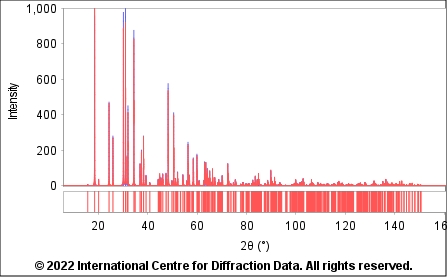 1,000
800
600
400
200
0
Intensity
20 40 60 80 100 120 140 160
2θ (°)
© 2022 International Centre for Diffraction Data. All rights reserved.